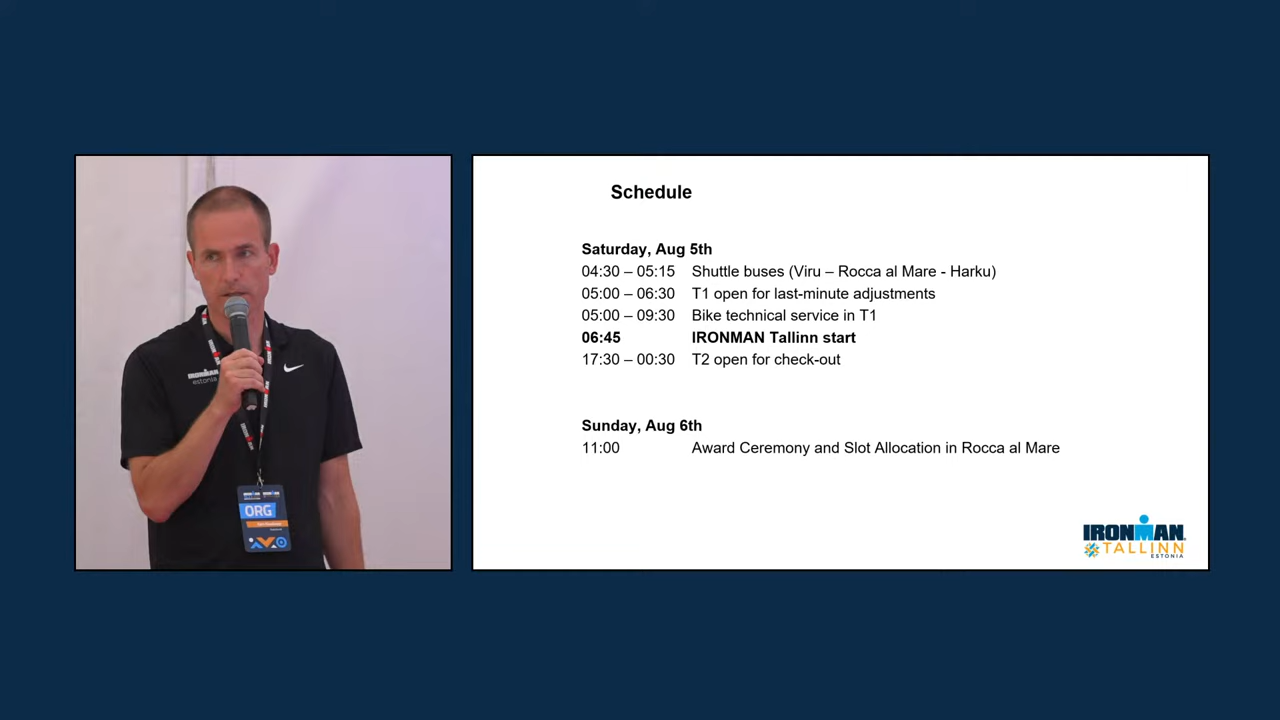 IRONMAN
estonia
ORG
Schedule
Saturday, Aug 5th
04:30 – 05:15 Shuttle buses (Viru – Rocca al Mare - Harku)
05:00 – 06:30 T1 open for last-minute adjustments
05:00 – 09:30 Bike technical service in T1
06:45 IRONMAN Tallinn start
17:30 – 00:30 T2 open for check-out
Sunday, Aug 6th
11:00 Award Ceremony and Slot Allocation in Rocca al Mare
IRONMAN
TALLINN
ESTONIA